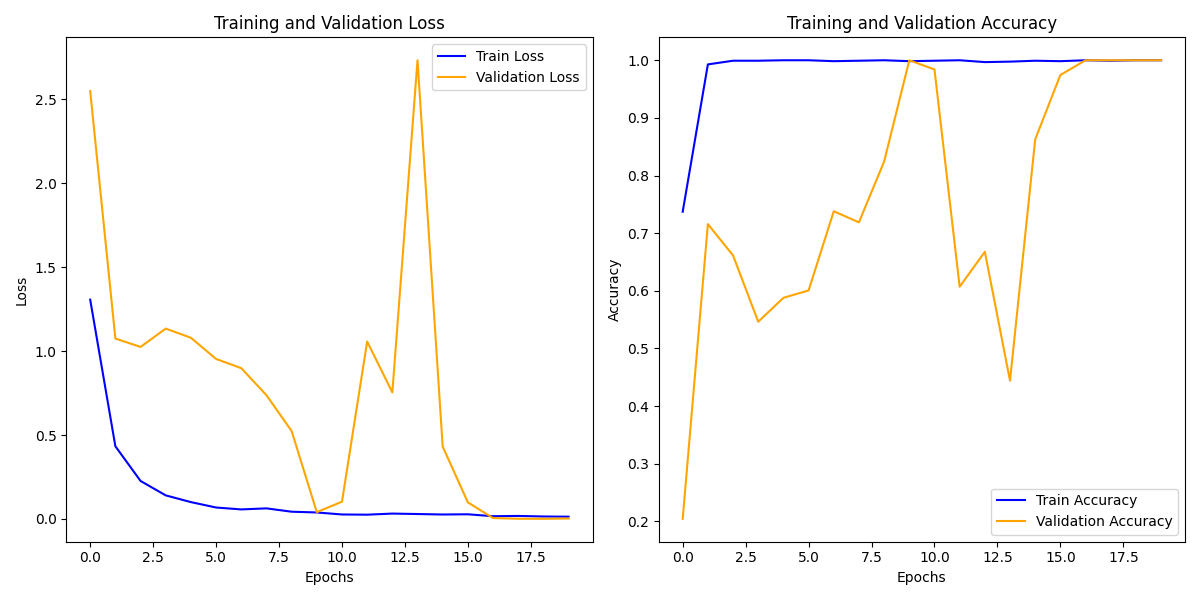 Training and Validation Loss
Train Loss
Validation Loss
2.5
2.0
1.5
1.0
0.5
0.0
Loss
0.0 2.5 5.0 7.5 10.0 12.5 15.0 17.5
Epochs
Training and Validation Accuracy
1.0
0.9
0.8
0.7
0.6
0.5
0.4
0.3
0.2
Accuracy
Train Accuracy
Validation Accuracy
0.0 2.5 5.0 7.5 10.0 12.5 15.0 17.5
Epochs